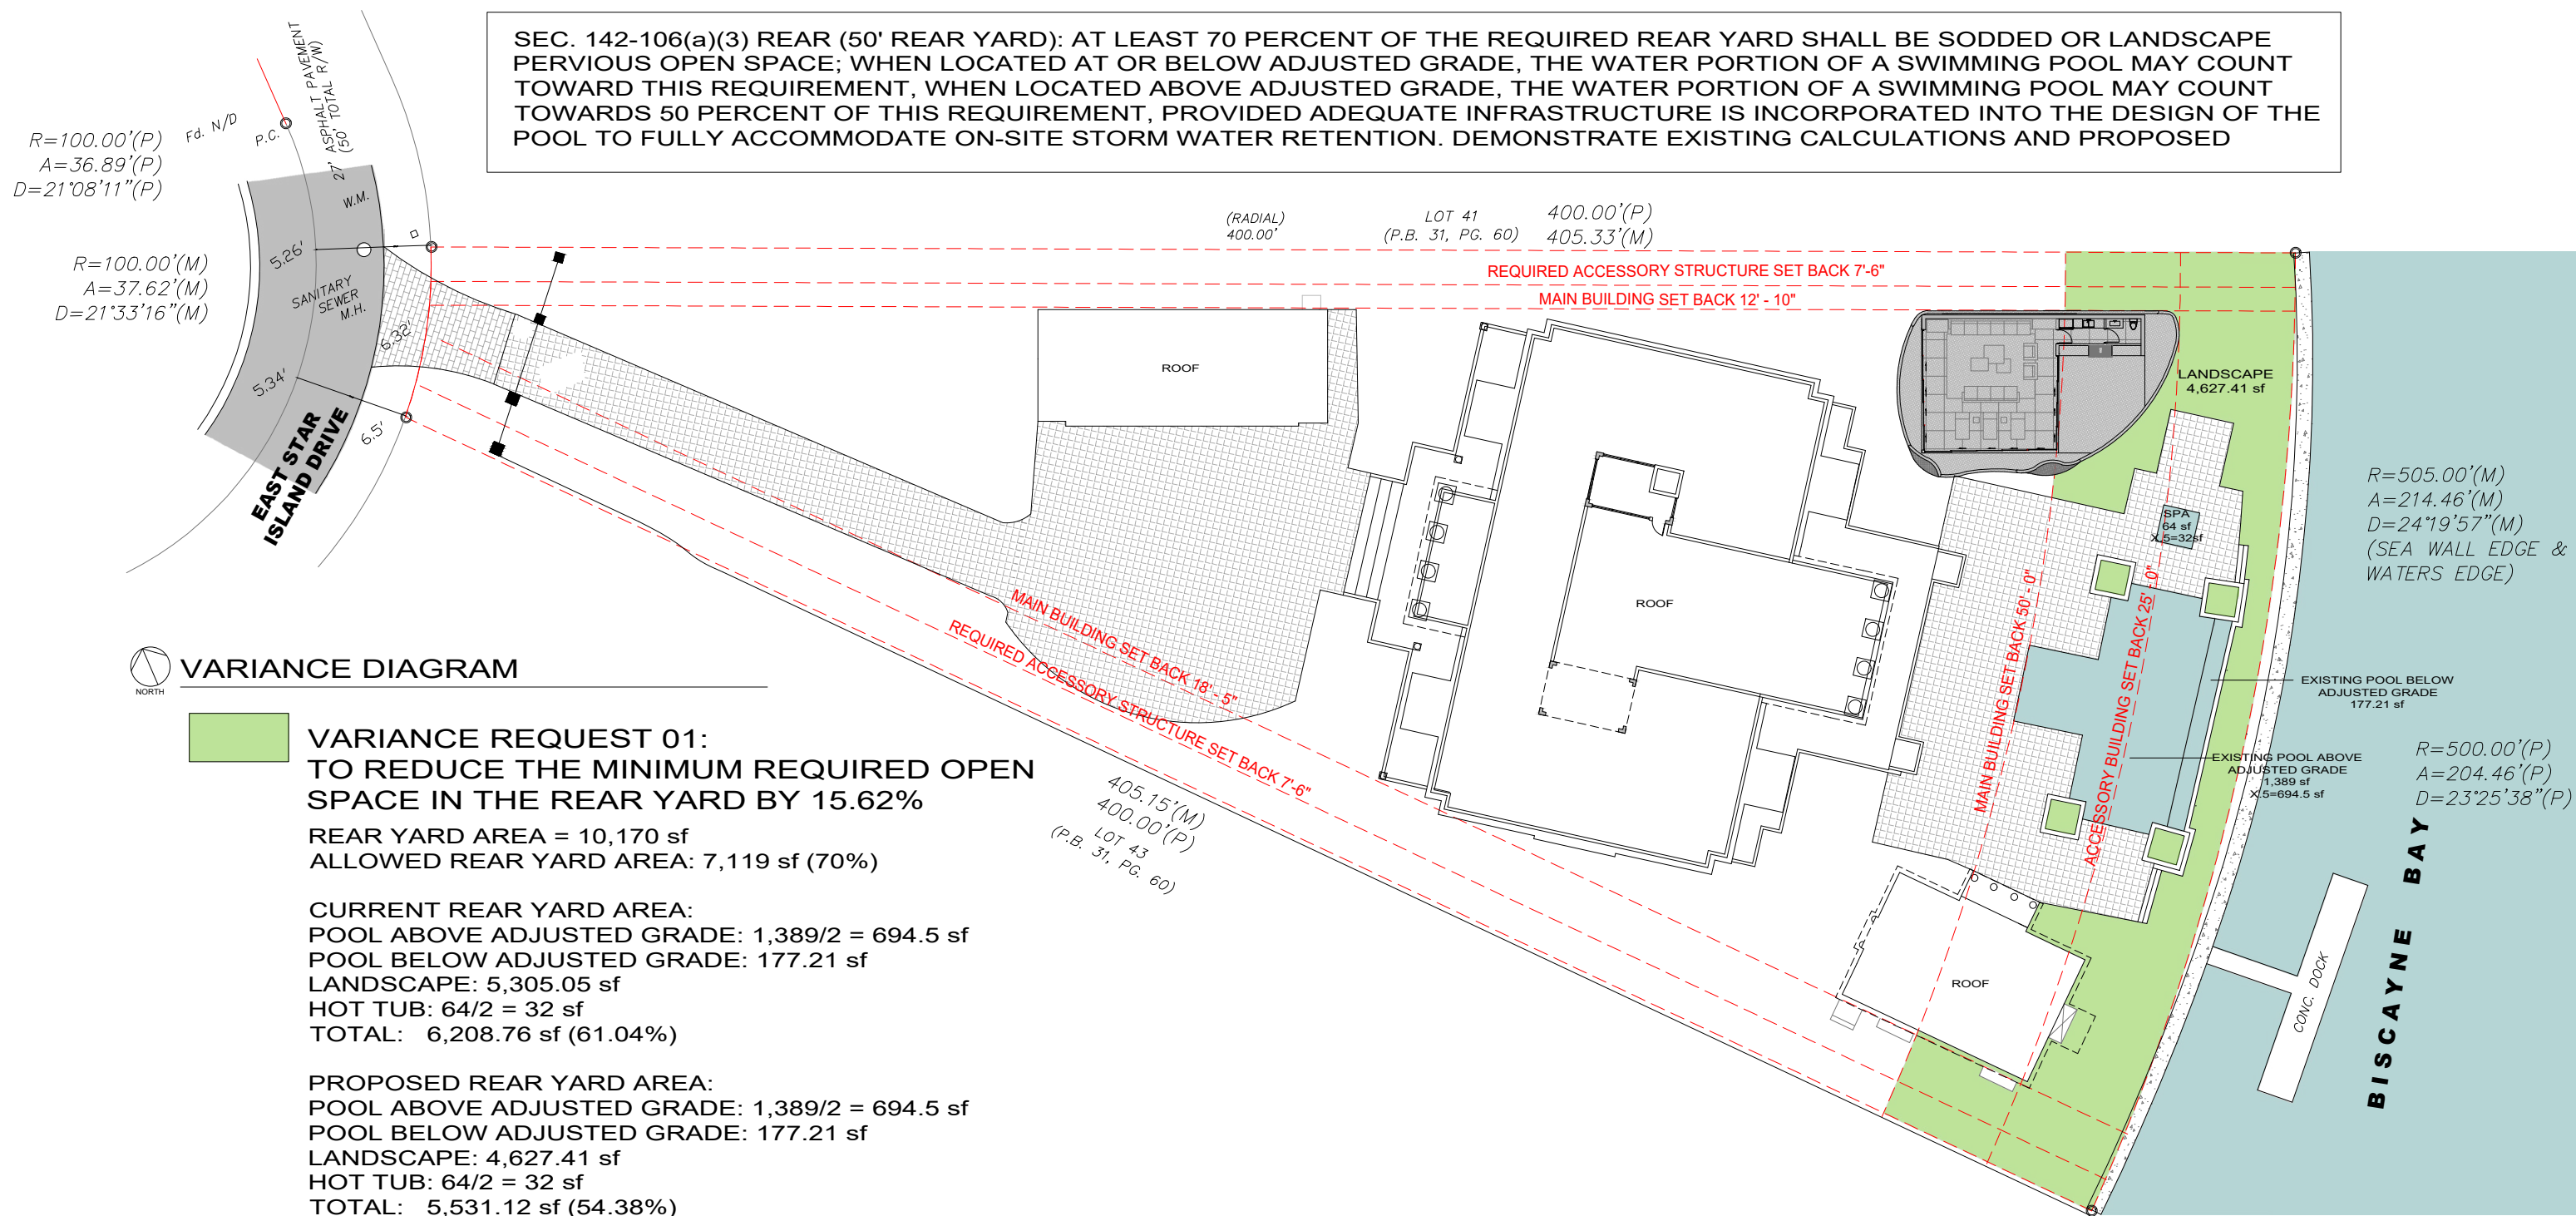 SEC. 142-106(a)(3) REAR (50' REAR YARD): AT LEAST 70 PERCENT OF THE REQUIRED REAR YARD SHALL BE SODDED OR LANDSCAPE
PERVIOUS OPEN SPACE; WHEN LOCATED AT OR BELOW ADJUSTED GRADE, THE WATER PORTION OF A SWIMMING POOL MAY COUNT
TOWARD THIS REQUIREMENT, WHEN LOCATED ABOVE ADJUSTED GRADE, THE WATER PORTION OF A SWIMMING POOL MAY COUNT
TOWARDS 50 PERCENT OF THIS REQUIREMENT, PROVIDED ADEQUATE INFRASTRUCTURE IS INCORPORATED INTO THE DESIGN OF THE
POOL TO FULLY ACCOMMODATE ON-SITE STORM WATER RETENTION. DEMONSTRATE EXISTING CALCULATIONS AND PROPOSED
R=100.00'(P)
A=36.89'(P)
D=21°08'11"(P)
Fd. N/D
P.C.
27' ASPHALT PAVEMENT
(50' TOTAL R/W)
W.M.
R=100.00'(M)
A=37.62'(M)
D=21°33'16"(M)
5.26'
SANITARY
SEWER
M.H.
6.32'
5.34'
6.5'
EAST STAR
ISLAND DRIVE
(RADIAL)
400.00'
LOT 41
(P.B. 31, PG. 60)
400.00'(P)
405.33'(M)
REQUIRED ACCESSORY STRUCTURE SET BACK 7'-6"
MAIN BUILDING SET BACK 12' - 10"
ROOF
LANDSCAPE
4,627.41 sf
SPA
64 sf
X.5=32sf
R=505.00'(M)
A=214.46'(M)
D=24°19'57"(M)
(SEA WALL EDGE &
WATERS EDGE)
ROOF
MAIN BUILDING SET BACK 50' - 0"
ACCESSORY BUILDING SET BACK 25' - 0"
EXISTING POOL BELOW
ADJUSTED GRADE
177.21 sf
EXISTING POOL ABOVE
ADJUSTED GRADE
1,389 sf
X.5=694.5 sf
R=500.00'(P)
A=204.46'(P)
D=23°25'38"(P)
MAIN BUILDING SET BACK 18' - 5"
REQUIRED ACCESSORY STRUCTURE SET BACK 7'-6"
405.15'(M)
400.00'(P)
LOT 43
(P.B. 31, PG. 60)
ROOF
CONC. DOCK
BISCAYNE BAY
NORTH
VARIANCE DIAGRAM
VARIANCE REQUEST 01:
TO REDUCE THE MINIMUM REQUIRED OPEN
SPACE IN THE REAR YARD BY 15.62%
REAR YARD AREA = 10,170 sf
ALLOWED REAR YARD AREA: 7,119 sf (70%)
CURRENT REAR YARD AREA:
POOL ABOVE ADJUSTED GRADE: 1,389/2 = 694.5 sf
POOL BELOW ADJUSTED GRADE: 177.21 sf
LANDSCAPE: 5,305.05 sf
HOT TUB: 64/2 = 32 sf
TOTAL: 6,208.76 sf (61.04%)
PROPOSED REAR YARD AREA:
POOL ABOVE ADJUSTED GRADE: 1,389/2 = 694.5 sf
POOL BELOW ADJUSTED GRADE: 177.21 sf
LANDSCAPE: 4,627.41 sf
HOT TUB: 64/2 = 32 sf
TOTAL: 5,531.12 sf (54.38%)